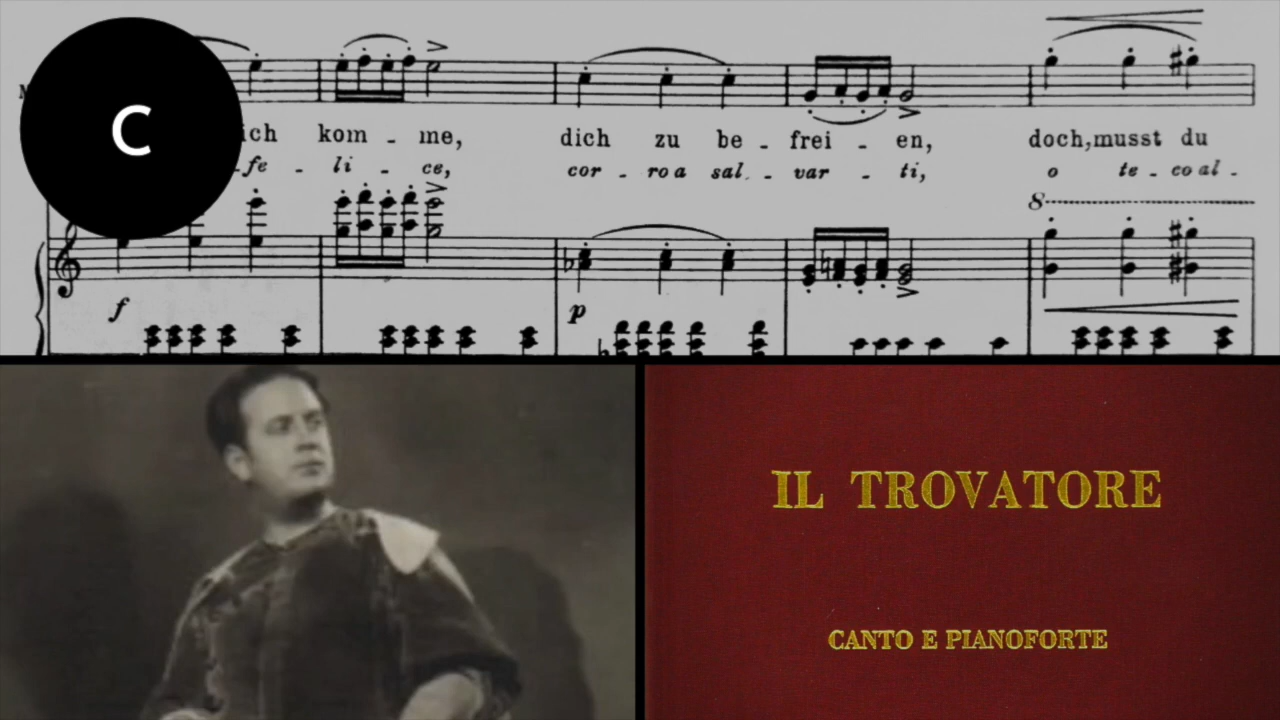 C
ich kom - me, dich zu be - frei - en, doch, musst du
fe - li - ce, cor - ro a sal - var - ti, o te - co al -
8
f p
IL TROVATORE
CANTO E PIANOFORTE